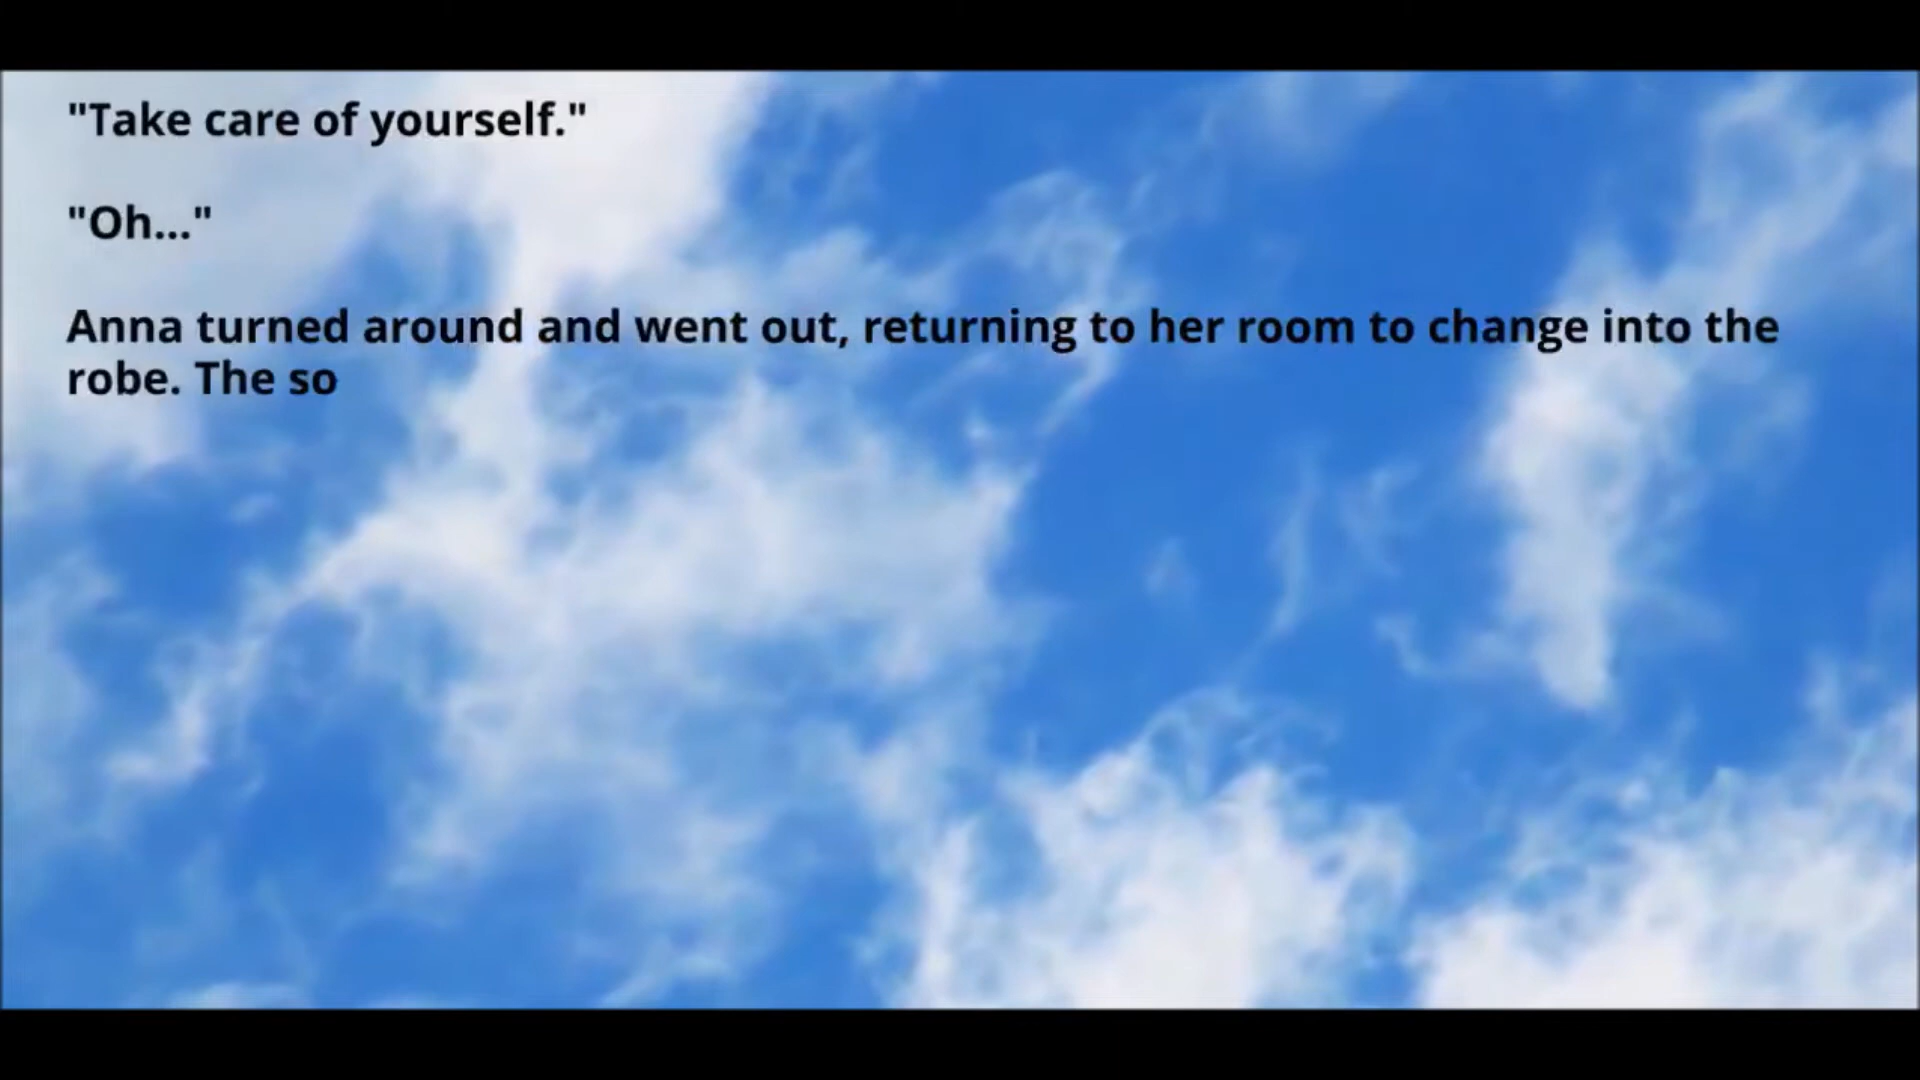 "Take care of yourself."
"Oh..."
Anna turned around and went out, returning to her room to change into the
robe. The so